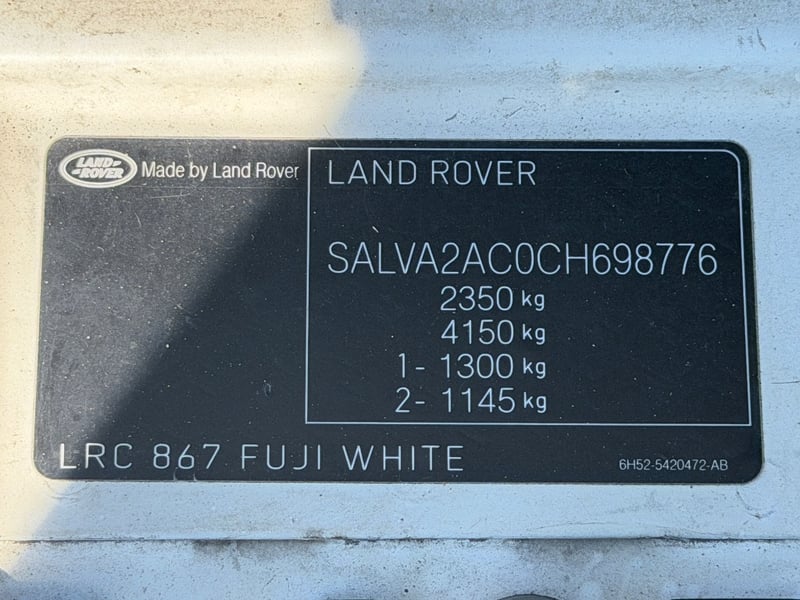 LAND ROVER
Made by Land Rover
LAND ROVER
SALVA2AC0CH698776
2350 kg
4150 kg
1- 1300 kg
2- 1145 kg
LRC 867 FUJI WHITE
6H52-5420472-AB